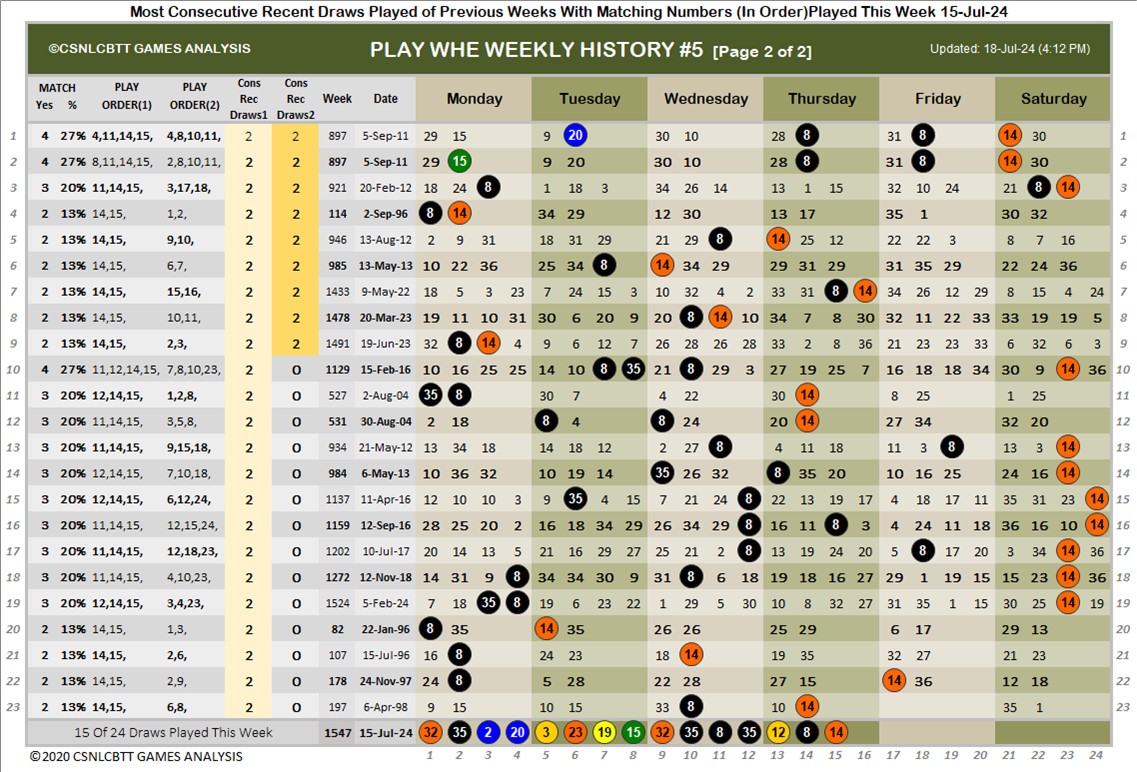 Most Consecutive Recent Draws Played of Previous Weeks With Matching Numbers (In Order)Played This Week 15-Jul-24
©CSNLCBTT GAMES ANALYSIS PLAY WHE WEEKLY HISTORY #5 [Page 2 of 2] Updated: 18-Jul-24 (4:12 PM)
MATCH Yes % PLAY ORDER(1) PLAY ORDER(2) Cons Rec Draws1 Cons Rec Draws2 Week Date Monday Tuesday Wednesday Thursday Friday Saturday
1 4 27% 4,11,14,15, 4,8,10,11, 2 2 897 5-Sep-11 29 15 9 20 30 10 28 8 31 8 14 30 1
2 4 27% 8,11,14,15, 2,8,10,11, 2 2 897 5-Sep-11 29 15 9 20 30 10 28 8 31 8 14 30 2
3 3 20% 11,14,15, 3,17,18, 2 2 921 20-Feb-12 18 24 8 1 18 3 34 26 14 13 1 15 32 10 24 21 8 14 3
4 2 13% 14,15, 1,2, 2 2 114 2-Sep-96 8 14 34 29 12 30 13 17 35 1 30 32 4
5 2 13% 14,15, 9,10, 2 2 946 13-Aug-12 2 9 31 18 31 29 21 29 8 14 25 12 22 22 3 8 7 16 5
6 2 13% 14,15, 6,7, 2 2 985 13-May-13 10 22 36 25 34 8 14 34 29 29 31 29 31 35 29 22 24 36 6
7 2 13% 14,15, 15,16, 2 2 1433 9-May-22 18 5 3 23 7 24 15 3 10 32 4 2 33 31 8 14 34 26 12 29 8 15 4 24 7
8 2 13% 14,15, 10,11, 2 2 1478 20-Mar-23 19 11 10 31 30 6 20 9 20 8 14 10 34 7 8 30 32 11 22 33 33 19 19 5 8
9 2 13% 14,15, 2,3, 2 2 1491 19-Jun-23 32 8 14 4 9 6 12 7 26 28 26 28 33 2 8 36 21 23 23 33 6 32 6 3 9
10 4 27% 11,12,14,15, 7,8,10,23, 2 0 1129 15-Feb-16 10 16 25 25 14 10 8 35 21 8 29 3 27 19 25 7 16 18 18 34 30 9 14 36 10
11 3 20% 12,14,15, 1,2,8, 2 0 527 2-Aug-04 35 8 30 7 4 22 30 14 8 25 1 25 11
12 3 20% 11,14,15, 3,5,8, 2 0 531 30-Aug-04 2 18 8 4 8 24 20 14 27 34 32 20 12
13 3 20% 11,14,15, 9,15,18, 2 0 934 21-May-12 13 34 18 14 18 12 2 27 8 4 11 18 11 3 8 13 3 14 13
14 3 20% 12,14,15, 7,10,18, 2 0 984 6-May-13 10 36 32 10 19 14 35 26 32 8 35 20 10 16 25 24 16 14 14
15 3 20% 12,14,15, 6,12,24, 2 0 1137 11-Apr-16 12 10 10 3 9 35 4 15 7 21 24 8 22 13 19 17 4 18 17 11 35 31 23 14 15
16 3 20% 11,14,15, 12,15,24, 2 0 1159 12-Sep-16 28 25 20 2 16 18 34 29 26 34 29 8 16 11 8 3 4 24 11 18 36 16 10 14 16
17 3 20% 11,14,15, 12,18,23, 2 0 1202 10-Jul-17 20 14 13 5 21 16 29 27 25 21 2 8 13 19 24 20 7 8 17 20 3 34 14 36 17
18 3 20% 11,14,15, 4,10,23, 2 0 1272 12-Nov-18 14 31 9 8 34 34 30 9 31 8 6 18 19 18 16 27 29 1 19 15 15 23 14 36 18
19 3 20% 12,14,15, 3,4,23, 2 0 1524 5-Feb-24 7 18 35 8 19 6 23 22 1 29 5 30 10 8 32 27 31 35 1 15 30 25 14 19 19
20 2 13% 14,15, 1,3, 2 0 82 22-Jan-96 8 35 14 35 26 26 25 29 6 17 29 13 20
21 2 13% 14,15, 2,6, 2 0 107 15-Jul-96 16 8 24 23 18 14 19 35 32 27 21 23 21
22 2 13% 14,15, 2,9, 2 0 178 24-Nov-97 24 8 5 28 22 28 27 15 14 36 12 18 22
23 2 13% 14,15, 6,8, 2 0 197 6-Apr-98 9 15 10 15 33 8 10 14 35 1 23
15 Of 24 Draws Played This Week 1547 15-Jul-24 32 35 2 20 3 23 19 15 32 35 8 35 12 8 14
©2020 CSNLCBTT GAMES ANALYSIS 1 2 3 4 5 6 7 8 9 10 11 12 13 14 15 16 17 18 19 20 21 22 23 24